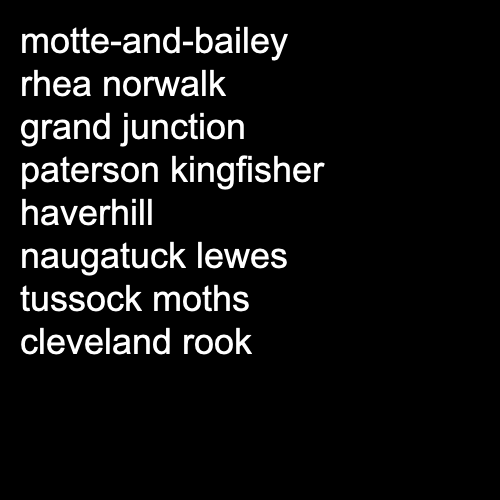 motte-and-bailey
rhea norwalk
grand junction
paterson kingfisher
haverhill
naugatuck lewes
tussock moths
cleveland rook